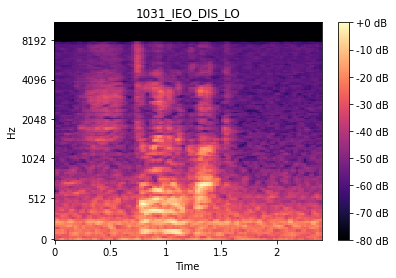 1031_IEO_DIS_LO
8192
4096
2048
1024
512
0
Hz
0
0.5
1
1.5
2
Time
+0 dB
-10 dB
-20 dB
-30 dB
-40 dB
-50 dB
-60 dB
-70 dB
-80 dB